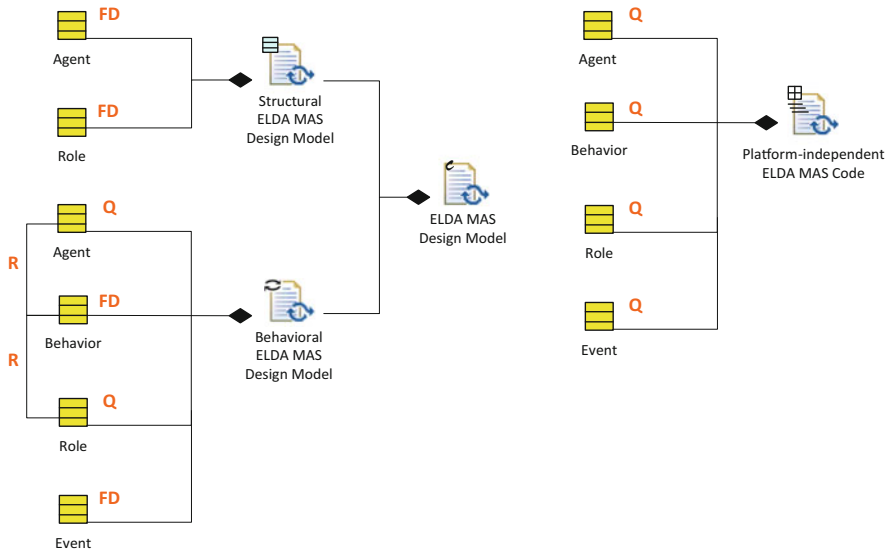 FD
Agent
FD
Role
Structural
ELDA MAS
Design Model
Q
Agent
R
FD
Behavior
R
Q
Role
FD
Event
Behavioral
ELDA MAS
Design Model
ELDA MAS
Design Model
Q
Agent
Q
Behavior
Q
Role
Q
Event
Platform-independent
ELDA MAS Code